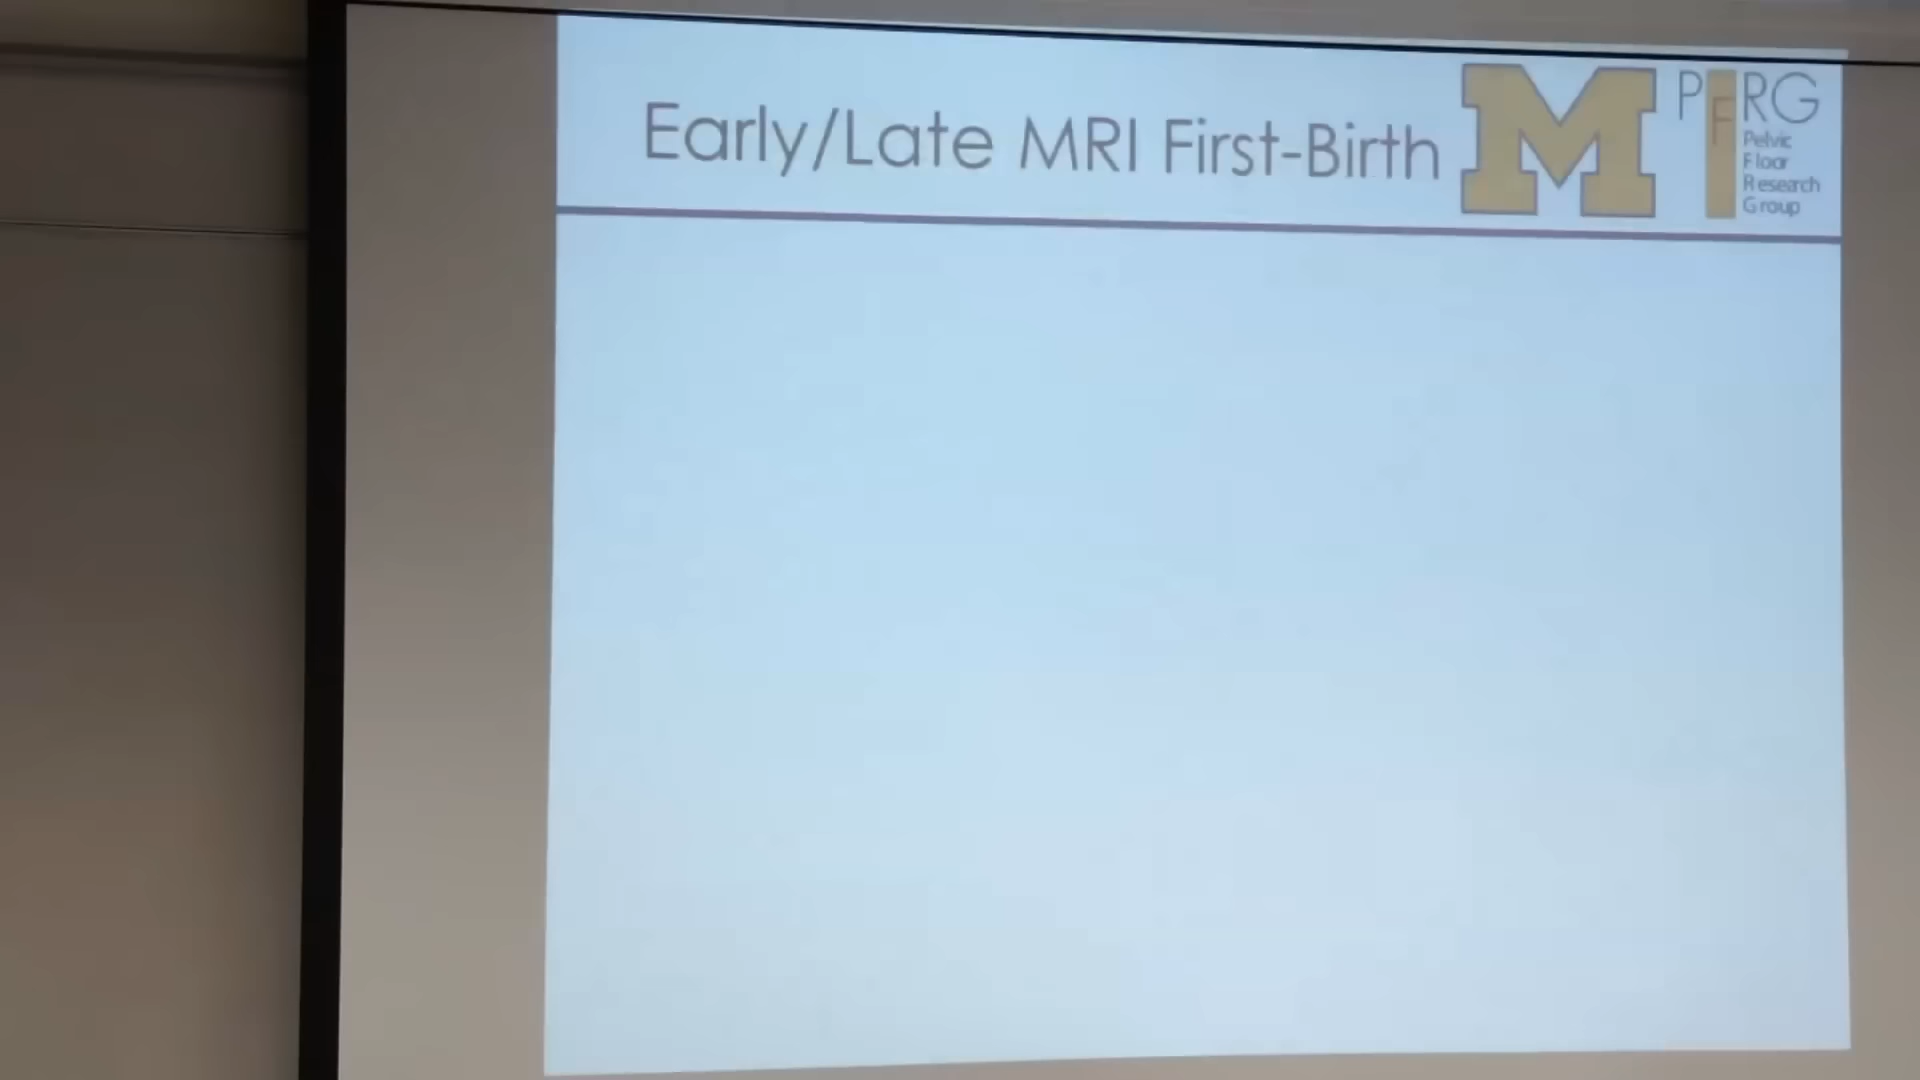 Early/Late MRI First-Birth
M
PFRG
Pelvic
Floor
Research
Group